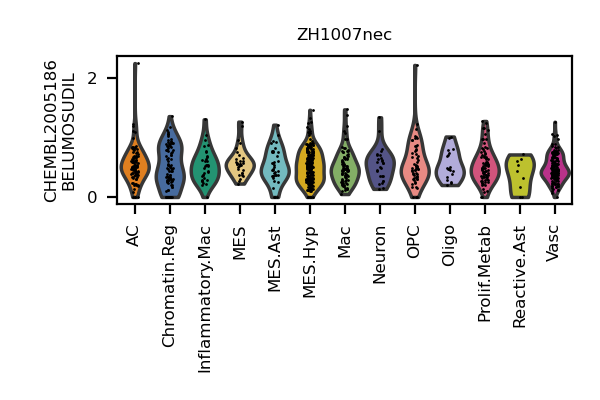 ZH1007nec
CHEMBL2005186
BELUMOSUDIL
2
0
AC
Chromatin.Reg
Inflammatory.Mac
MES
MES.Ast
MES.Hyp
Mac
Neuron
OPC
Oligo
Prolif.Metab
Reactive.Ast
Vasc